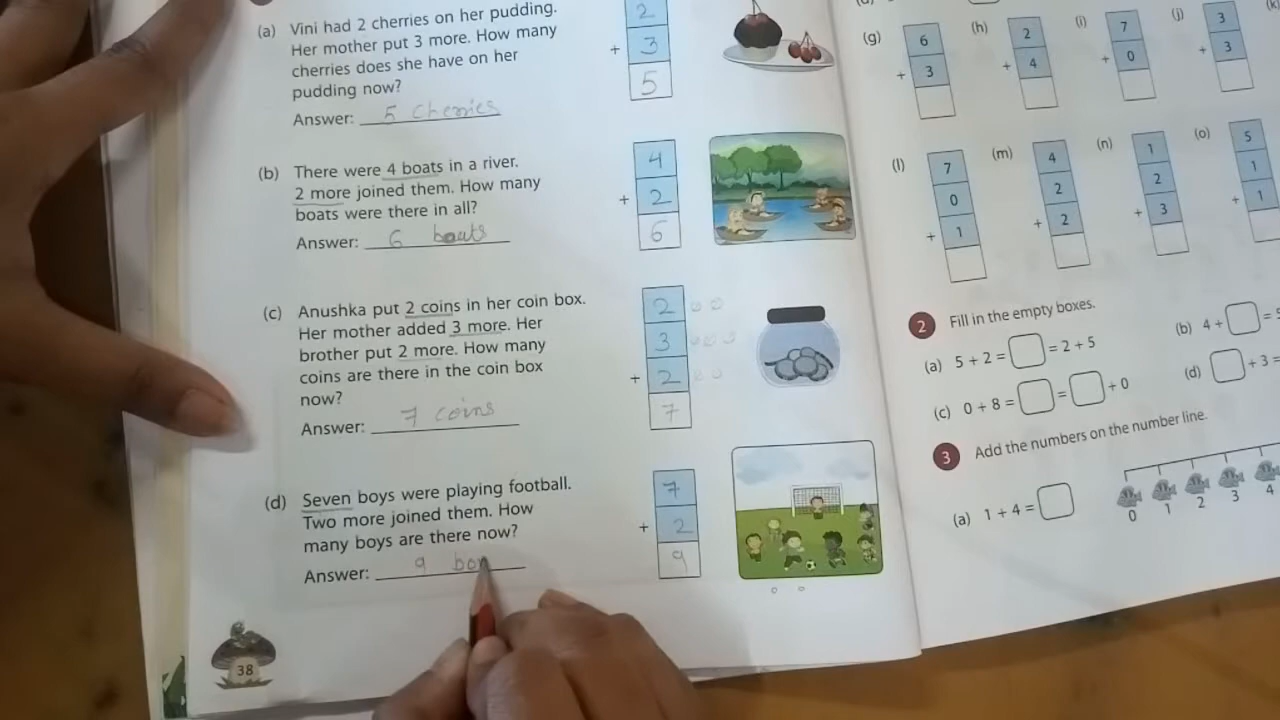 (a) Vini had 2 cherries on her pudding.
Her mother put 3 more. How many
cherries does she have on her
pudding now?
Answer: 5 cherries
2
+ 3
5
(b) There were 4 boats in a river.
2 more joined them. How many
boats were there in all?
Answer: 6 boats
4
+ 2
6
(c) Anushka put 2 coins in her coin box.
Her mother added 3 more. Her
brother put 2 more. How many
coins are there in the coin box
now?
Answer: 7 coins
2
3
+ 2
7
(d) Seven boys were playing football.
Two more joined them. How
many boys are there now?
Answer: 9 boy
7
+ 2
9
38
(g) 6
+ 3
(h) 2
+ 4
(i) 7
+ 0
(j) 3
+ 3
(l) 7
0
+ 1
(m) 4
2
+ 2
(n) 1
2
+ 3
(o) 5
1
+ 1
2 Fill in the empty boxes.
(a) 5 + 2 = = 2 + 5
(b) 4 + =
(c) 0 + 8 = = + 0
(d) + 3 =
3 Add the numbers on the number line.
(a) 1 + 4 =
0 1 2 3 4